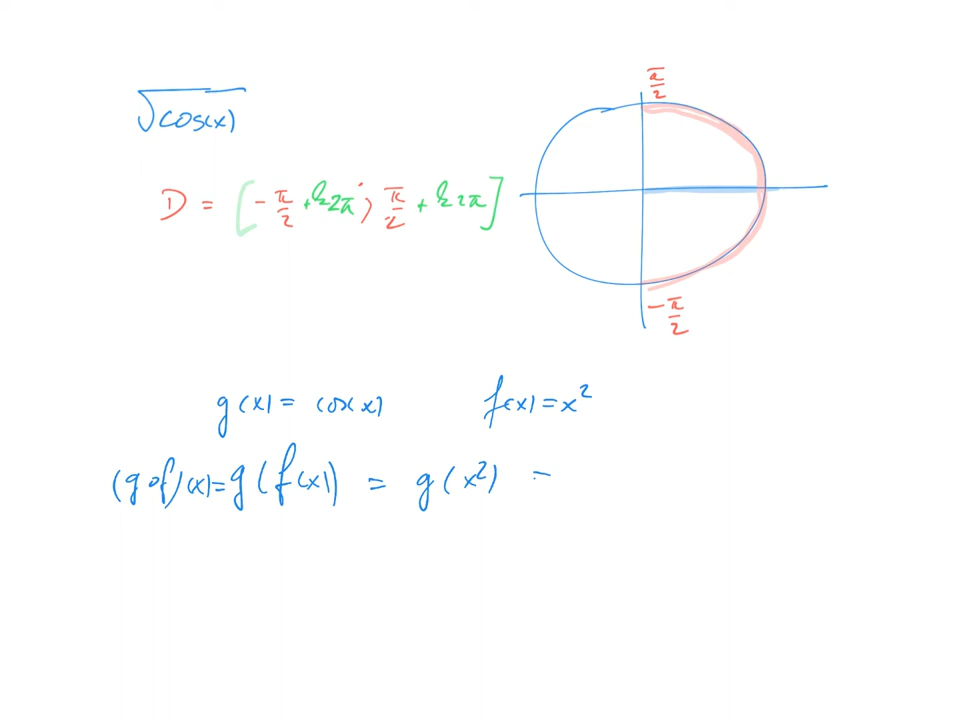 π/2
√cos(x)
D = [-π/2 + k2π ; π/2 + k2π]
-π/2
g(x) = cos(x) f(x) = x²
(g∘f)(x) = g(f(x)) = g(x²) =